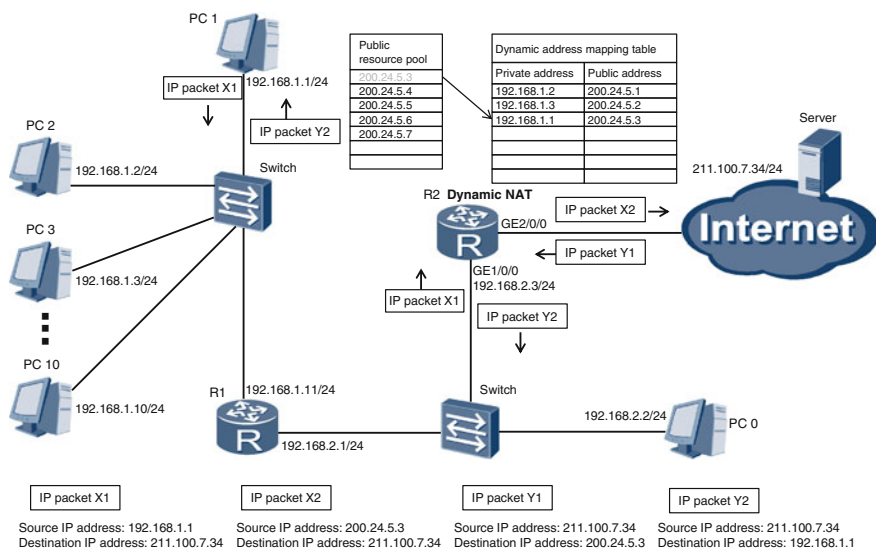 PC 1
IP packet X1
192.168.1.1/24
IP packet Y2
Public
resource pool
200.24.5.3
200.24.5.4
200.24.5.5
200.24.5.6
200.24.5.7
Dynamic address mapping table
Private address Public address
192.168.1.2 200.24.5.1
192.168.1.3 200.24.5.2
192.168.1.1 200.24.5.3
Server
211.100.7.34/24
PC 2
192.168.1.2/24
Switch
PC 3
192.168.1.3/24
R2 Dynamic NAT
R
GE2/0/0
IP packet X2
IP packet Y1
Internet
GE1/0/0
192.168.2.3/24
IP packet X1
IP packet Y2
PC 10
192.168.1.10/24
R1
192.168.1.11/24
R
192.168.2.1/24
Switch
192.168.2.2/24
PC 0
IP packet X1
Source IP address: 192.168.1.1
Destination IP address: 211.100.7.34
IP packet X2
Source IP address: 200.24.5.3
Destination IP address: 211.100.7.34
IP packet Y1
Source IP address: 211.100.7.34
Destination IP address: 200.24.5.3
IP packet Y2
Source IP address: 211.100.7.34
Destination IP address: 192.168.1.1